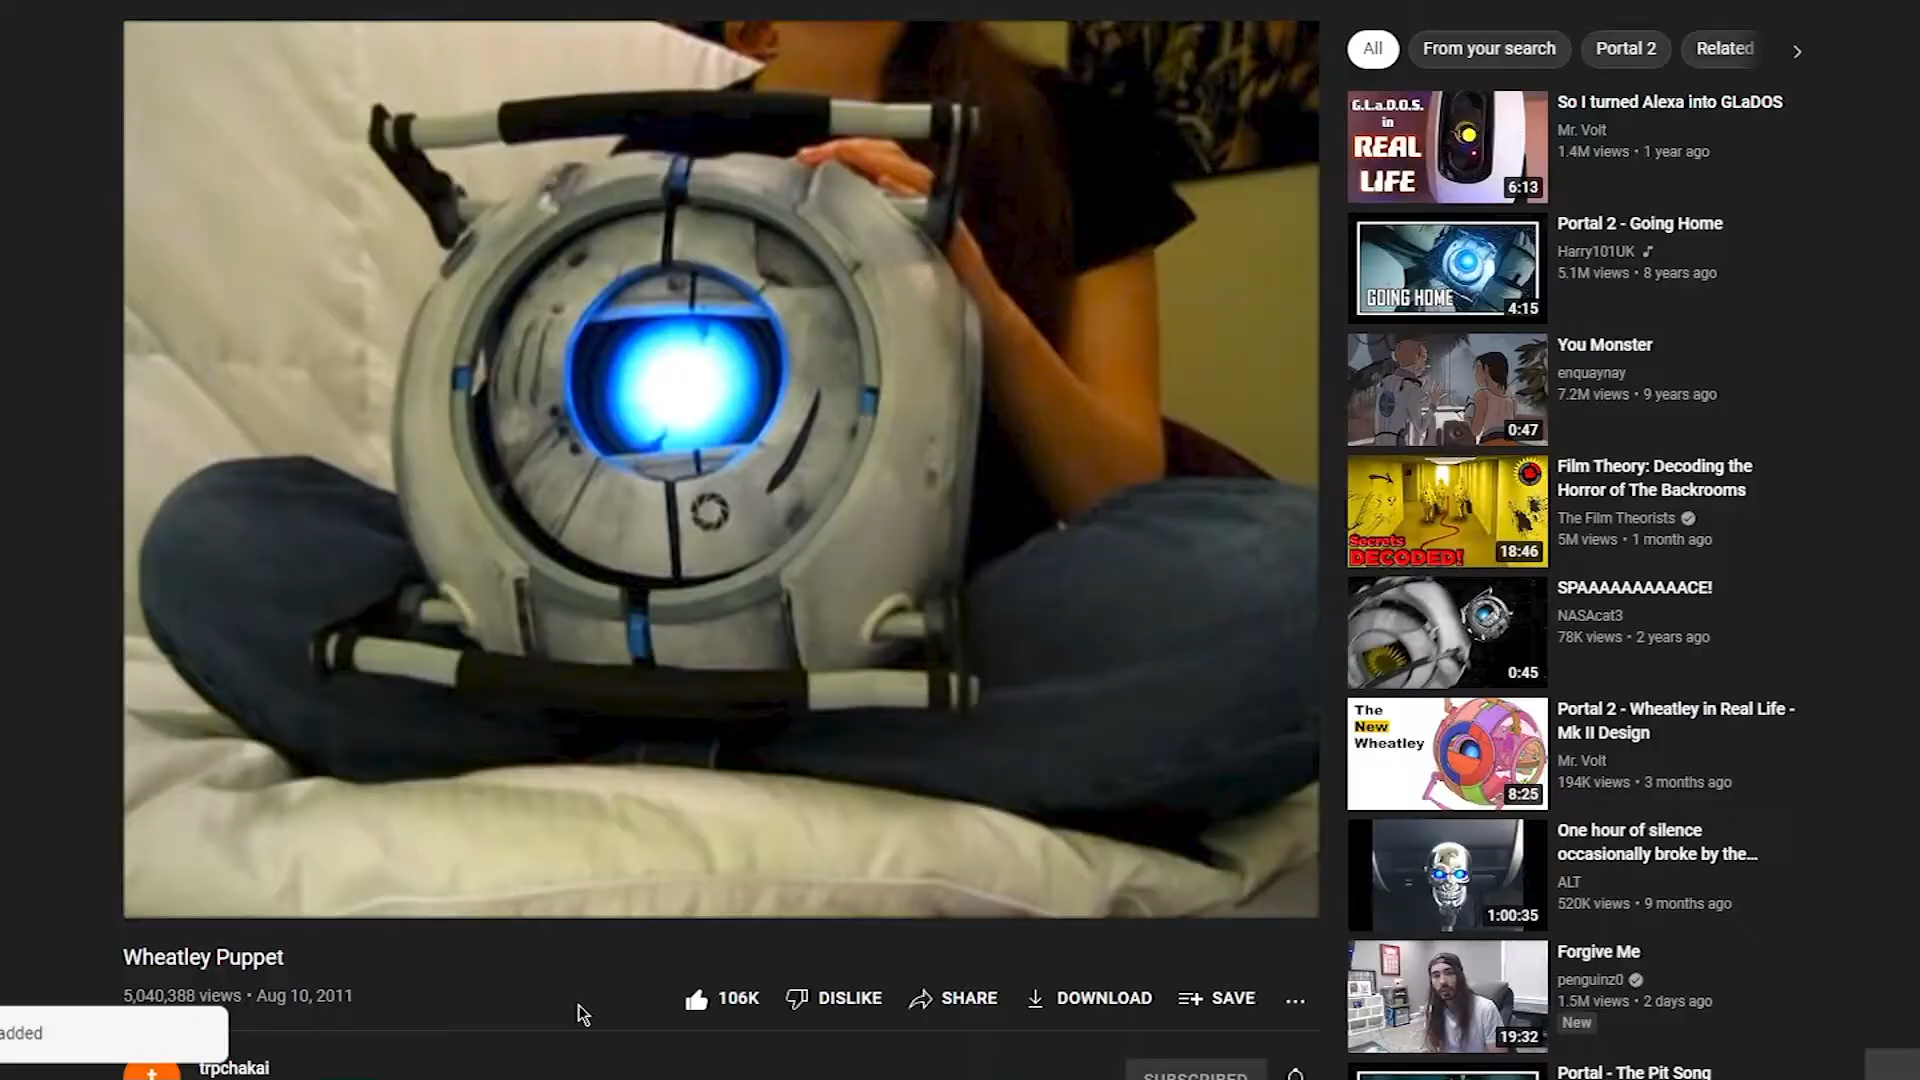 Wheatley Puppet
5,040,388 views • Aug 10, 2011
106K
DISLIKE
SHARE
DOWNLOAD
SAVE
added
t
trpchakai
SUBSCRIBED
All
From your search
Portal 2
Related
G.L.a.D.O.S.
in
REAL
LIFE
6:13
So I turned Alexa into GLaDOS
Mr. Volt
1.4M views • 1 year ago
GOING HOME
4:15
Portal 2 - Going Home
Harry101UK
5.1M views • 8 years ago
0:47
You Monster
enquaynay
7.2M views • 9 years ago
Secrets
DECODED!
18:46
Film Theory: Decoding the
Horror of The Backrooms
The Film Theorists
5M views • 1 month ago
0:45
SPAAAAAAAAAACE!
NASAcat3
78K views • 2 years ago
The
New
Wheatley
8:25
Portal 2 - Wheatley in Real Life -
Mk II Design
Mr. Volt
194K views • 3 months ago
1:00:35
One hour of silence
occasionally broke by the...
ALT
520K views • 9 months ago
19:32
Forgive Me
penguinz0
1.5M views • 2 days ago
New
Portal - The Pit Song